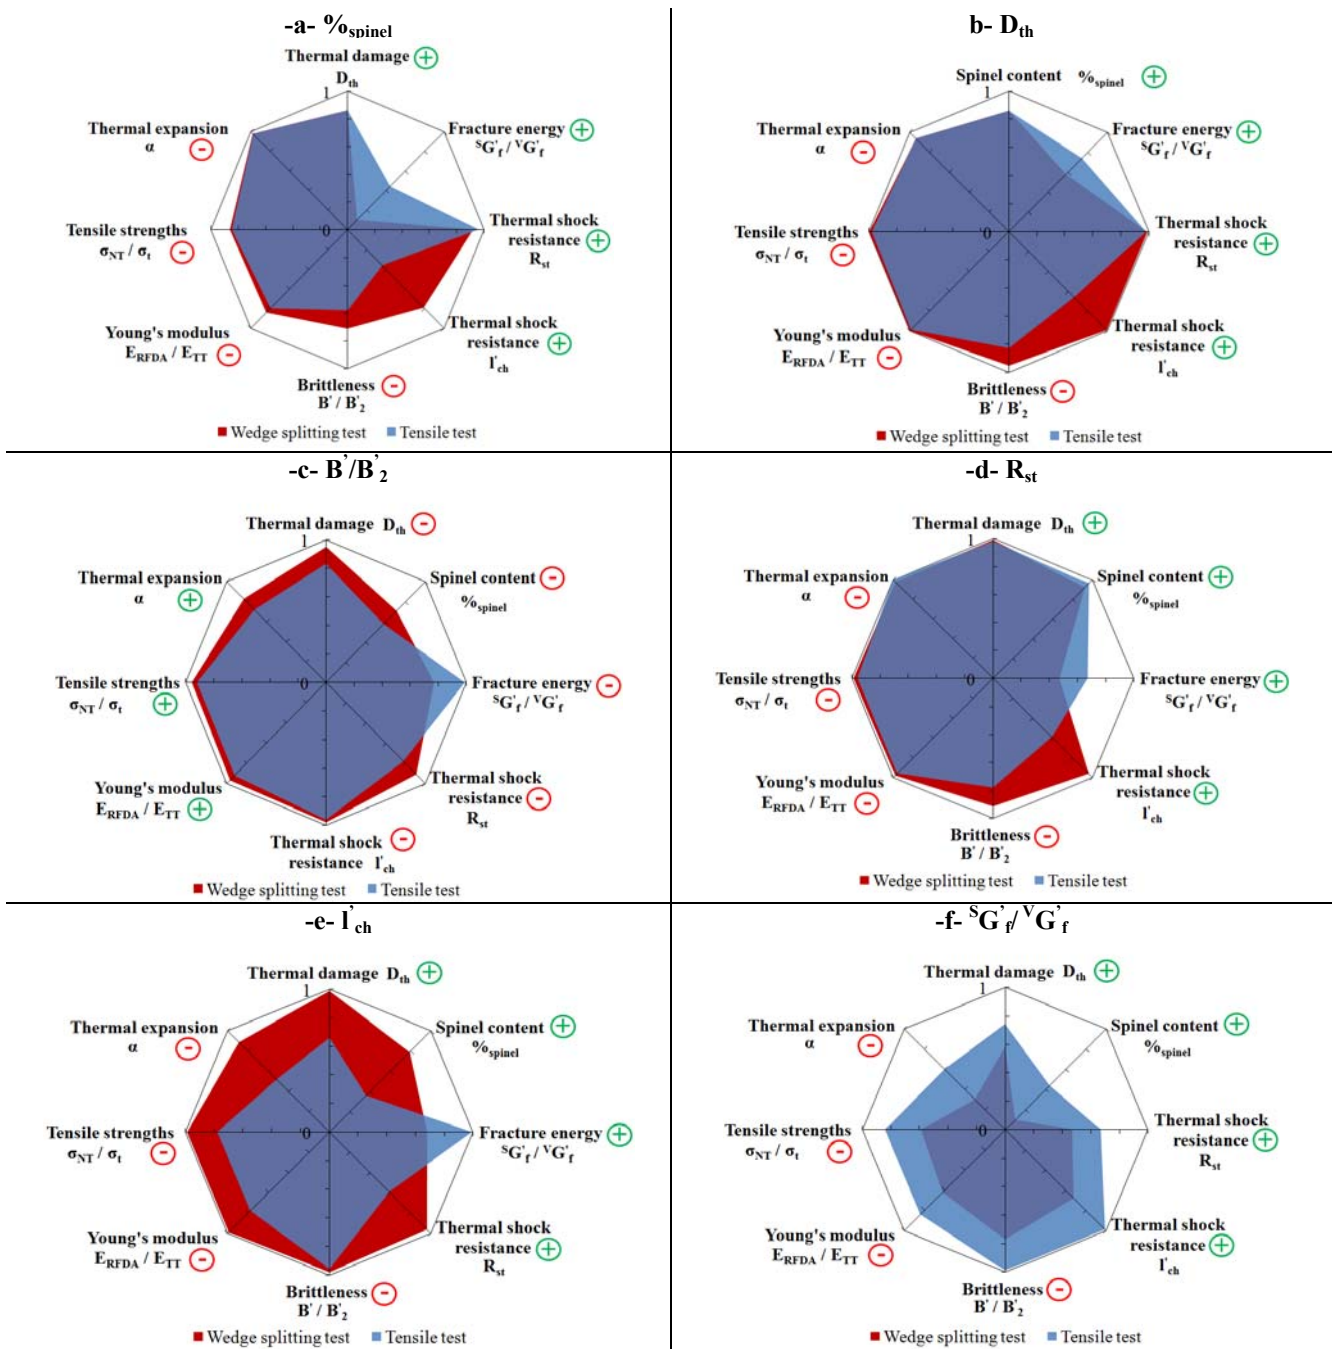 -a- %spinel
Thermal damage +
Dth
1
Thermal expansion
α -
Fracture energy +
SG'f / VG'f
Tensile strengths
σNT / σt -
0
Thermal shock
resistance +
Rst
Young's modulus
ERFDA / ETT -
Thermal shock
resistance +
l'ch
Brittleness -
B' / B'2
Wedge splitting test Tensile test
b- Dth
Spinel content %spinel +
1
Thermal expansion
α -
Fracture energy +
SG'f / VG'f
Tensile strengths
σNT / σt -
0
Thermal shock
resistance +
Rst
Young's modulus
ERFDA / ETT -
Thermal shock
resistance +
l'ch
Brittleness -
B' / B'2
Wedge splitting test Tensile test
-c- B'/B'2
Thermal damage Dth -
1
Thermal expansion
α +
Spinel content -
%spinel
Tensile strengths
σNT / σt +
0
Fracture energy -
SG'f / VG'f
Young's modulus
ERFDA / ETT +
Thermal shock
resistance -
Rst
Thermal shock -
resistance l'ch
Wedge splitting test Tensile test
-d- Rst
Thermal damage Dth +
1
Thermal expansion
α -
Spinel content +
%spinel
Tensile strengths
σNT / σt -
0
Fracture energy +
SG'f / VG'f
Young's modulus
ERFDA / ETT -
Thermal shock
resistance +
l'ch
Brittleness -
B' / B'2
Wedge splitting test Tensile test
-e- l'ch
Thermal damage Dth +
1
Thermal expansion
α -
Spinel content +
%spinel
Tensile strengths
σNT / σt -
0
Fracture energy +
SG'f / VG'f
Young's modulus
ERFDA / ETT -
Thermal shock
resistance +
Rst
Brittleness -
B' / B'2
Wedge splitting test Tensile test
-f- SG'f/ VG'f
Thermal damage Dth +
1
Thermal expansion
α -
Spinel content +
%spinel
Tensile strengths
σNT / σt -
0
Thermal shock
resistance +
Rst
Young's modulus
ERFDA / ETT -
Thermal shock
resistance +
l'ch
Brittleness -
B' / B'2
Wedge splitting test Tensile test